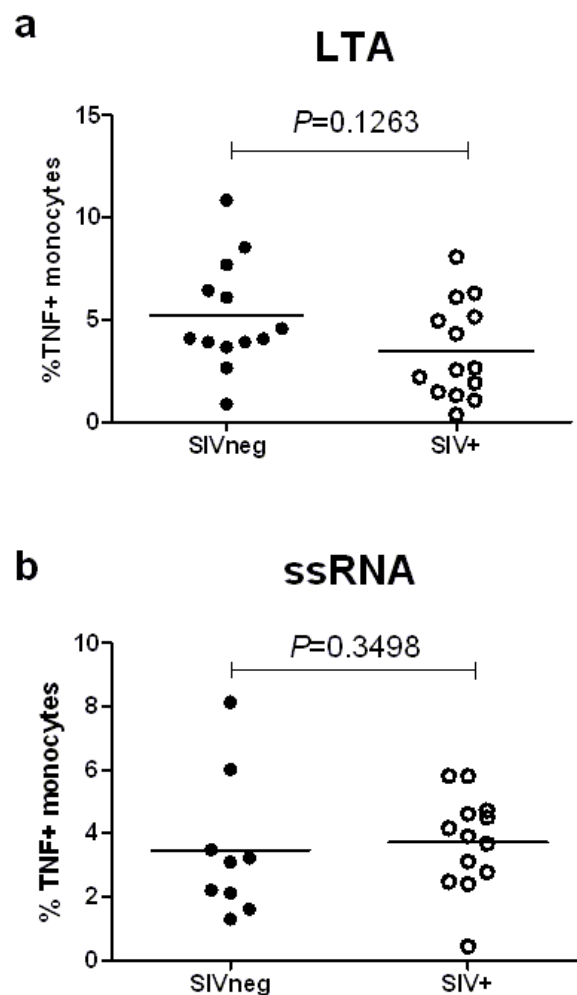 a
LTA
P=0.1263
15
10
5
0
%TNF+ monocytes
SIVneg SIV+
b
ssRNA
P=0.3498
10
8
6
4
2
0
% TNF+ monocytes
SIVneg SIV+